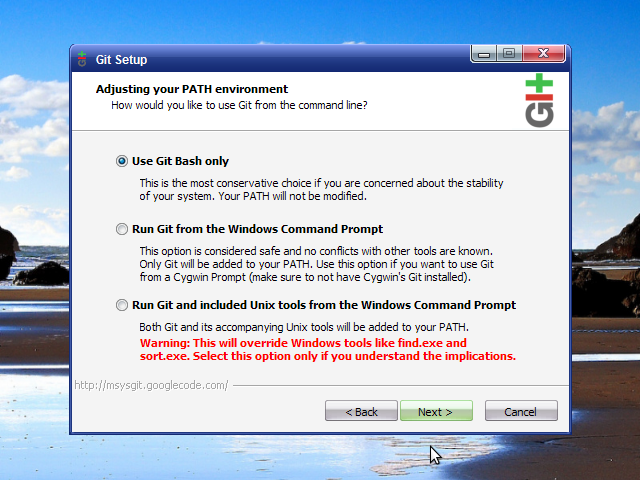 Git Setup
Adjusting your PATH environment
How would you like to use Git from the command line?
Git
Use Git Bash only
This is the most conservative choice if you are concerned about the stability
of your system. Your PATH will not be modified.
Run Git from the Windows Command Prompt
This option is considered safe and no conflicts with other tools are known.
Only Git will be added to your PATH. Use this option if you want to use Git
from a Cygwin Prompt (make sure to not have Cygwin's Git installed).
Run Git and included Unix tools from the Windows Command Prompt
Both Git and its accompanying Unix tools will be added to your PATH.
Warning: This will override Windows tools like find.exe and
sort.exe. Select this option only if you understand the implications.
http://msysgit.googlecode.com/
< Back Next > Cancel